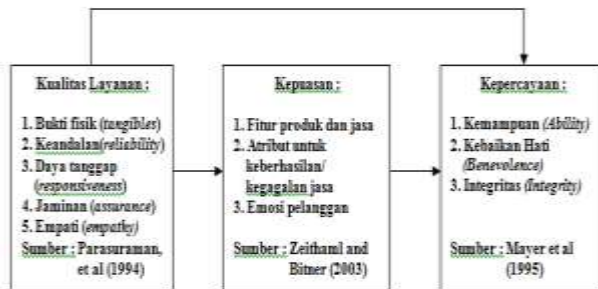 Kualitas Layanan :
1. Bukti fisik (tangibles)
2. Keandalan(reliability)
3. Daya tanggap
(responsiveness)
4. Jaminan (assurance)
5. Empati (empathy)
Sumber : Parasuraman,
et al (1994)
Kepuasan :
1. Fitur produk dan jasa
2. Atribut untuk
keberhasilan/
kegagalan jasa
3. Emosi pelanggan
Sumber : Zeithaml and
Bitner (2003)
Kepercayaan :
1. Kemampuan (Ability)
2. Kebaikan Hati
(Benevolence)
3. Integritas (Integrity)
Sumber : Mayer et al
(1995)